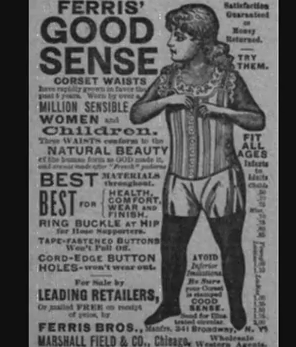 FERRIS'
GOOD
SENSE
CORSET WAISTS
Have rapidly grown in favor the
past 8 years. Worn by over a
MILLION SENSIBLE
WOMEN and
Children.
These WAISTS conform to the
NATURAL BEAUTY
of the human form as GOD made it,
and are not made after "French" patterns
BEST MATERIALS
throughout.
BEST FOR
HEALTH,
COMFORT,
WEAR AND
FINISH.
RING BUCKLE AT HIP
for Hose Supporters.
TAPE-FASTENED BUTTONS
Won't Pull Off.
CORD-EDGE BUTTON
HOLES-won't wear out.
For Sale by
LEADING RETAILERS,
Or mailed FREE on receipt
of price, by
Satisfaction
Guaranteed
or
Money
Returned.
TRY
THEM.
FIT
ALL
AGES
Infants
to
Adults
AVOID
Inferior
Imitations
Be Sure
your Corset
is stamped
GOOD
SENSE.
Send for Illus
trated circular.
FERRIS BROS., Manfrs. 341 Broadway, N. Y.
MARSHALL FIELD & CO., Chicago, Wholesale
Western Agents.